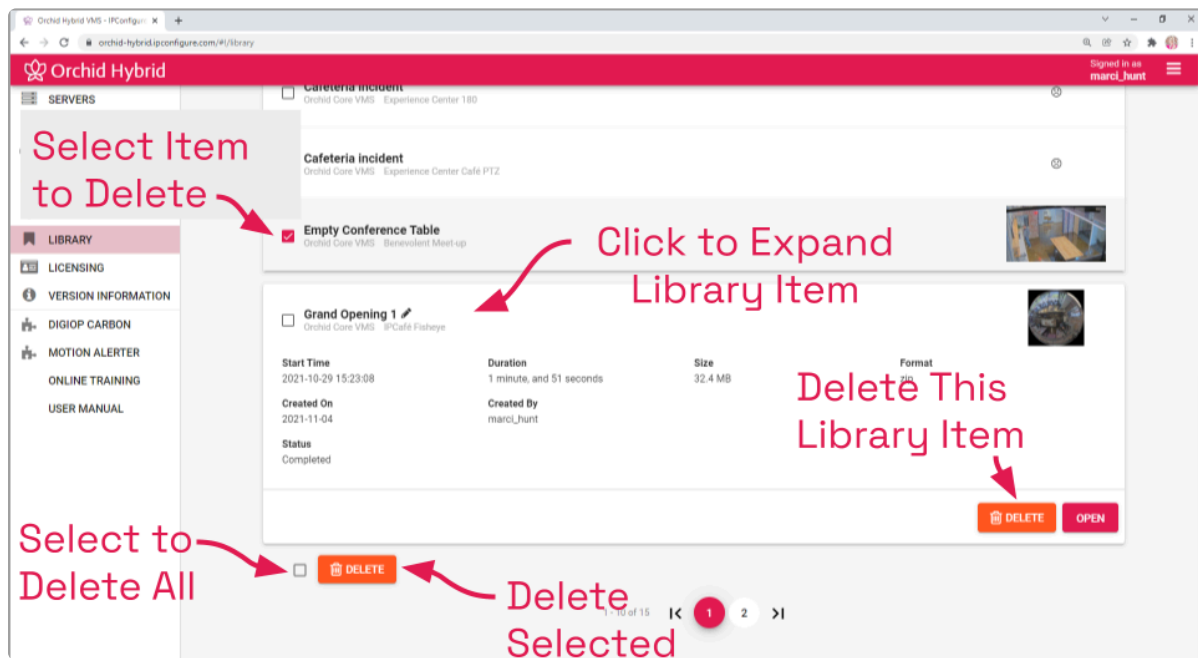 Orchid Hybrid VMS - IPConfigure
orchid-hybrid.ipconfigure.com/#!/library
Orchid Hybrid
Signed in as
marci_hunt
SERVERS
LIBRARY
LICENSING
VERSION INFORMATION
DIGIOP CARBON
MOTION ALERTER
ONLINE TRAINING
USER MANUAL
Select Item
to Delete
Cafeteria incident
Orchid Core VMS Experience Center 180
Cafeteria incident
Orchid Core VMS Experience Center Café PTZ
Empty Conference Table
Orchid Core VMS Benevolent Meet-up
Click to Expand
Library Item
Grand Opening 1
Orchid Core VMS IPCafé Fisheye
Start Time
2021-10-29 15:23:08
Duration
1 minute, and 51 seconds
Size
32.4 MB
Format
zip
Created On
2021-11-04
Created By
marci_hunt
Status
Completed
Delete This
Library Item
DELETE
OPEN
Select to
Delete All
DELETE
Delete
Selected
1 - 10 of 15
1
2